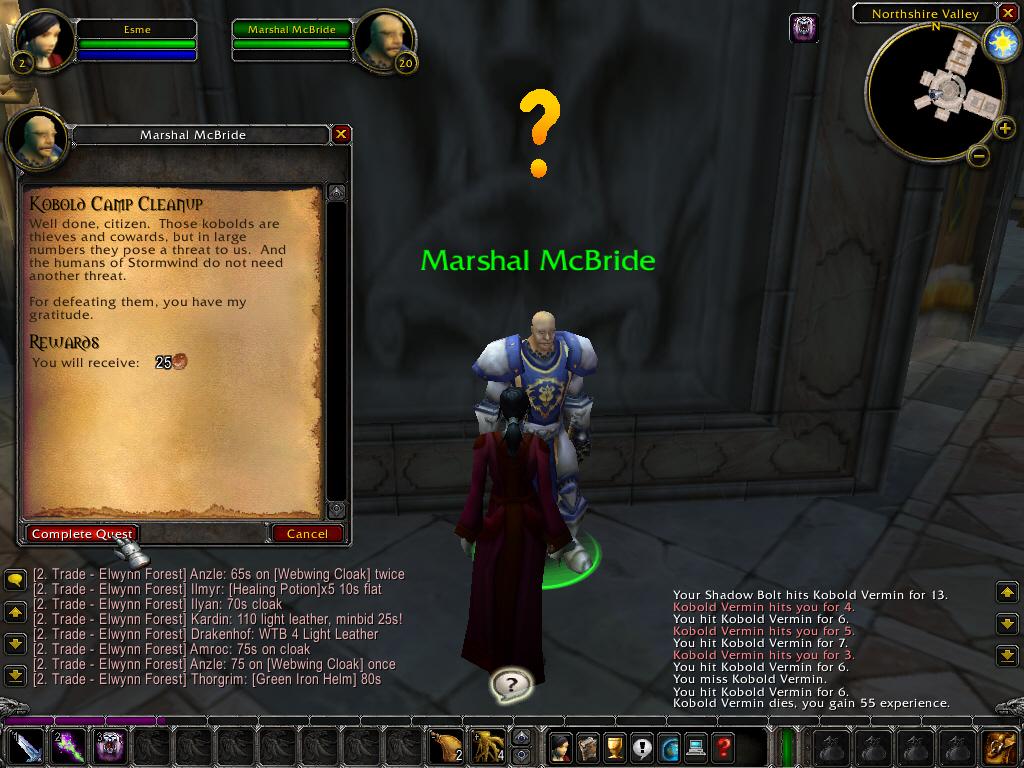 Esme
2
Marshal McBride
20
Northshire Valley
N
Marshal McBride
Kobold Camp Cleanup
Well done, citizen. Those kobolds are
thieves and cowards, but in large
numbers they pose a threat to us. And
the humans of Stormwind do not need
another threat.
For defeating them, you have my
gratitude.
Rewards
You will receive: 25
Complete Quest
Cancel
?
Marshal McBride
[2. Trade - Elwynn Forest] Anzle: 65s on [Webwing Cloak] twice
[2. Trade - Elwynn Forest] Ilmyr: [Healing Potion]x5 10s flat
[2. Trade - Elwynn Forest] Ilyan: 70s cloak
[2. Trade - Elwynn Forest] Kardin: 110 light leather, minbid 25s!
[2. Trade - Elwynn Forest] Drakenhof: WTB 4 Light Leather
[2. Trade - Elwynn Forest] Amroc: 75s on cloak
[2. Trade - Elwynn Forest] Anzle: 75 on [Webwing Cloak] once
[2. Trade - Elwynn Forest] Thorgrim: [Green Iron Helm] 80s
?
Your Shadow Bolt hits Kobold Vermin for 13.
Kobold Vermin hits you for 4.
You hit Kobold Vermin for 6.
Kobold Vermin hits you for 5.
You hit Kobold Vermin for 7.
Kobold Vermin hits you for 3.
You hit Kobold Vermin for 6.
You miss Kobold Vermin.
You hit Kobold Vermin for 6.
Kobold Vermin dies, you gain 55 experience.
2 3 2 4 ! ?